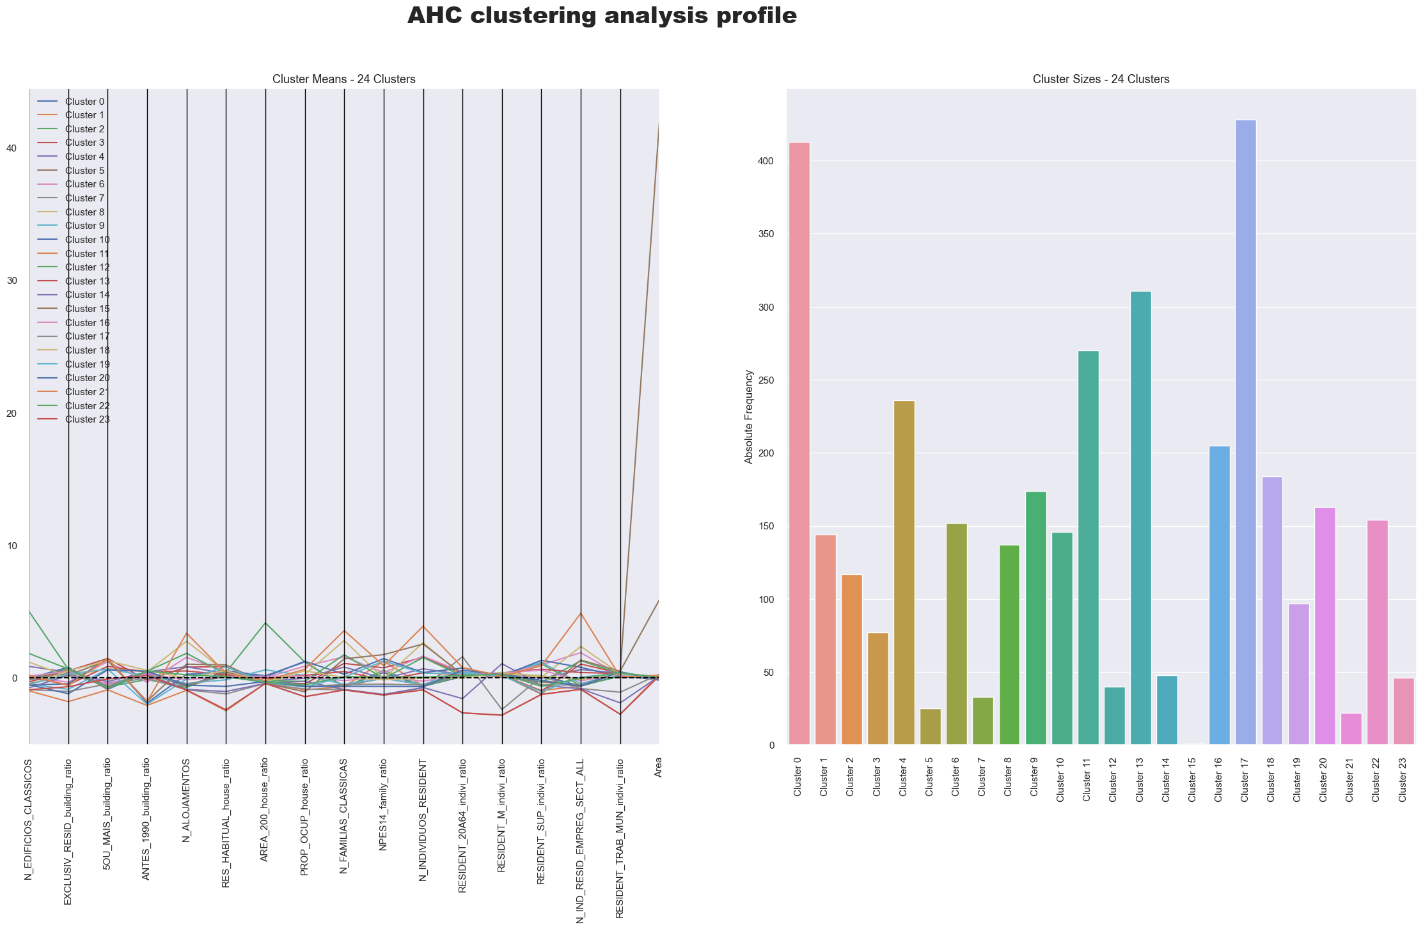 AHC clustering analysis profile
Cluster Means - 24 Clusters
Cluster 0
Cluster 1
Cluster 2
Cluster 3
Cluster 4
Cluster 5
Cluster 6
Cluster 7
Cluster 8
Cluster 9
Cluster 10
Cluster 11
Cluster 12
Cluster 13
Cluster 14
Cluster 15
Cluster 16
Cluster 17
Cluster 18
Cluster 19
Cluster 20
Cluster 21
Cluster 22
Cluster 23
40
30
20
10
0
N_EDIFICIOS_CLASSICOS
EXCLUSIV_RESID_building_ratio
5OU_MAIS_building_ratio
ANTES_1990_building_ratio
N_ALOJAMENTOS
RES_HABITUAL_house_ratio
AREA_200_house_ratio
PROP_OCUP_house_ratio
N_FAMILIAS_CLASSICAS
NPES14_family_ratio
N_INDIVIDUOS_RESIDENT
RESIDENT_20A64_indivi_ratio
RESIDENT_M_indivi_ratio
RESIDENT_SUP_indivi_ratio
N_IND_RESID_EMPREG_SECT_ALL
RESIDENT_TRAB_MUN_indivi_ratio
Area
Cluster Sizes - 24 Clusters
Absolute Frequency
400
350
300
250
200
150
100
50
0
Cluster 0
Cluster 1
Cluster 2
Cluster 3
Cluster 4
Cluster 5
Cluster 6
Cluster 7
Cluster 8
Cluster 9
Cluster 10
Cluster 11
Cluster 12
Cluster 13
Cluster 14
Cluster 15
Cluster 16
Cluster 17
Cluster 18
Cluster 19
Cluster 20
Cluster 21
Cluster 22
Cluster 23